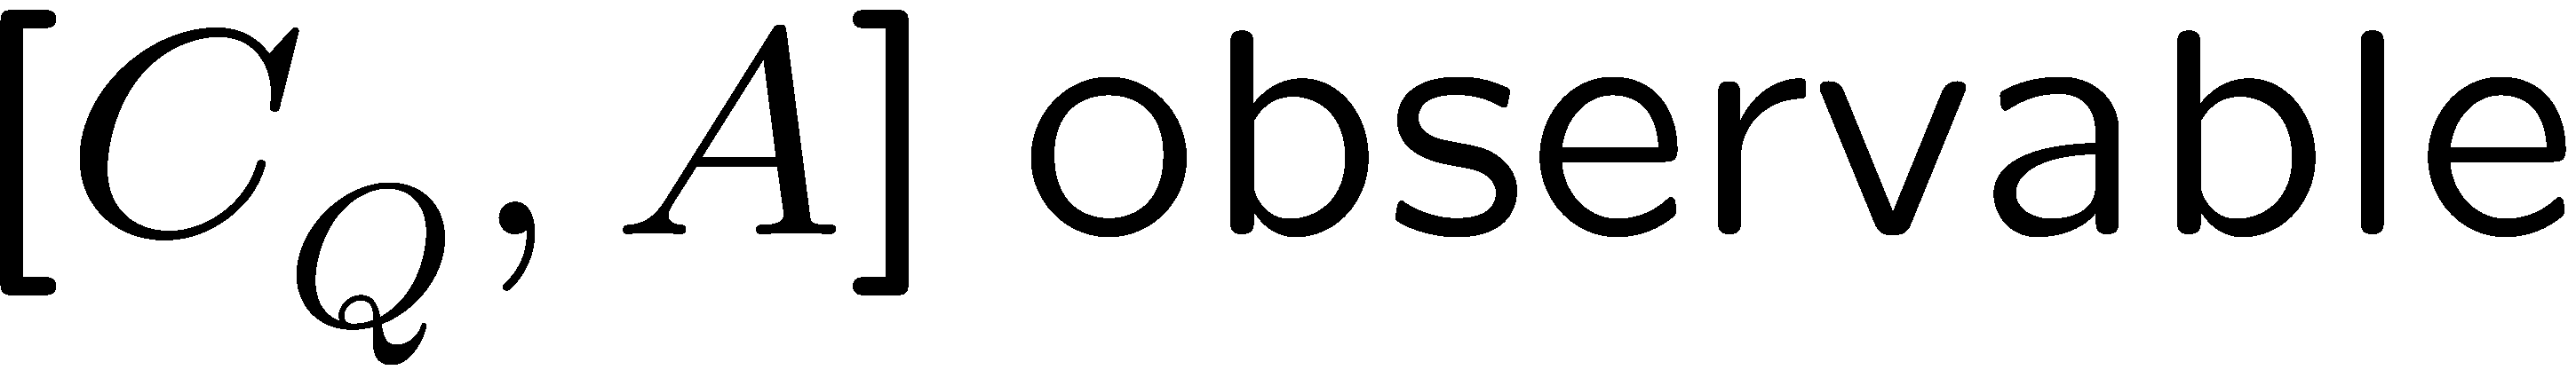 [C_Q, A] observable